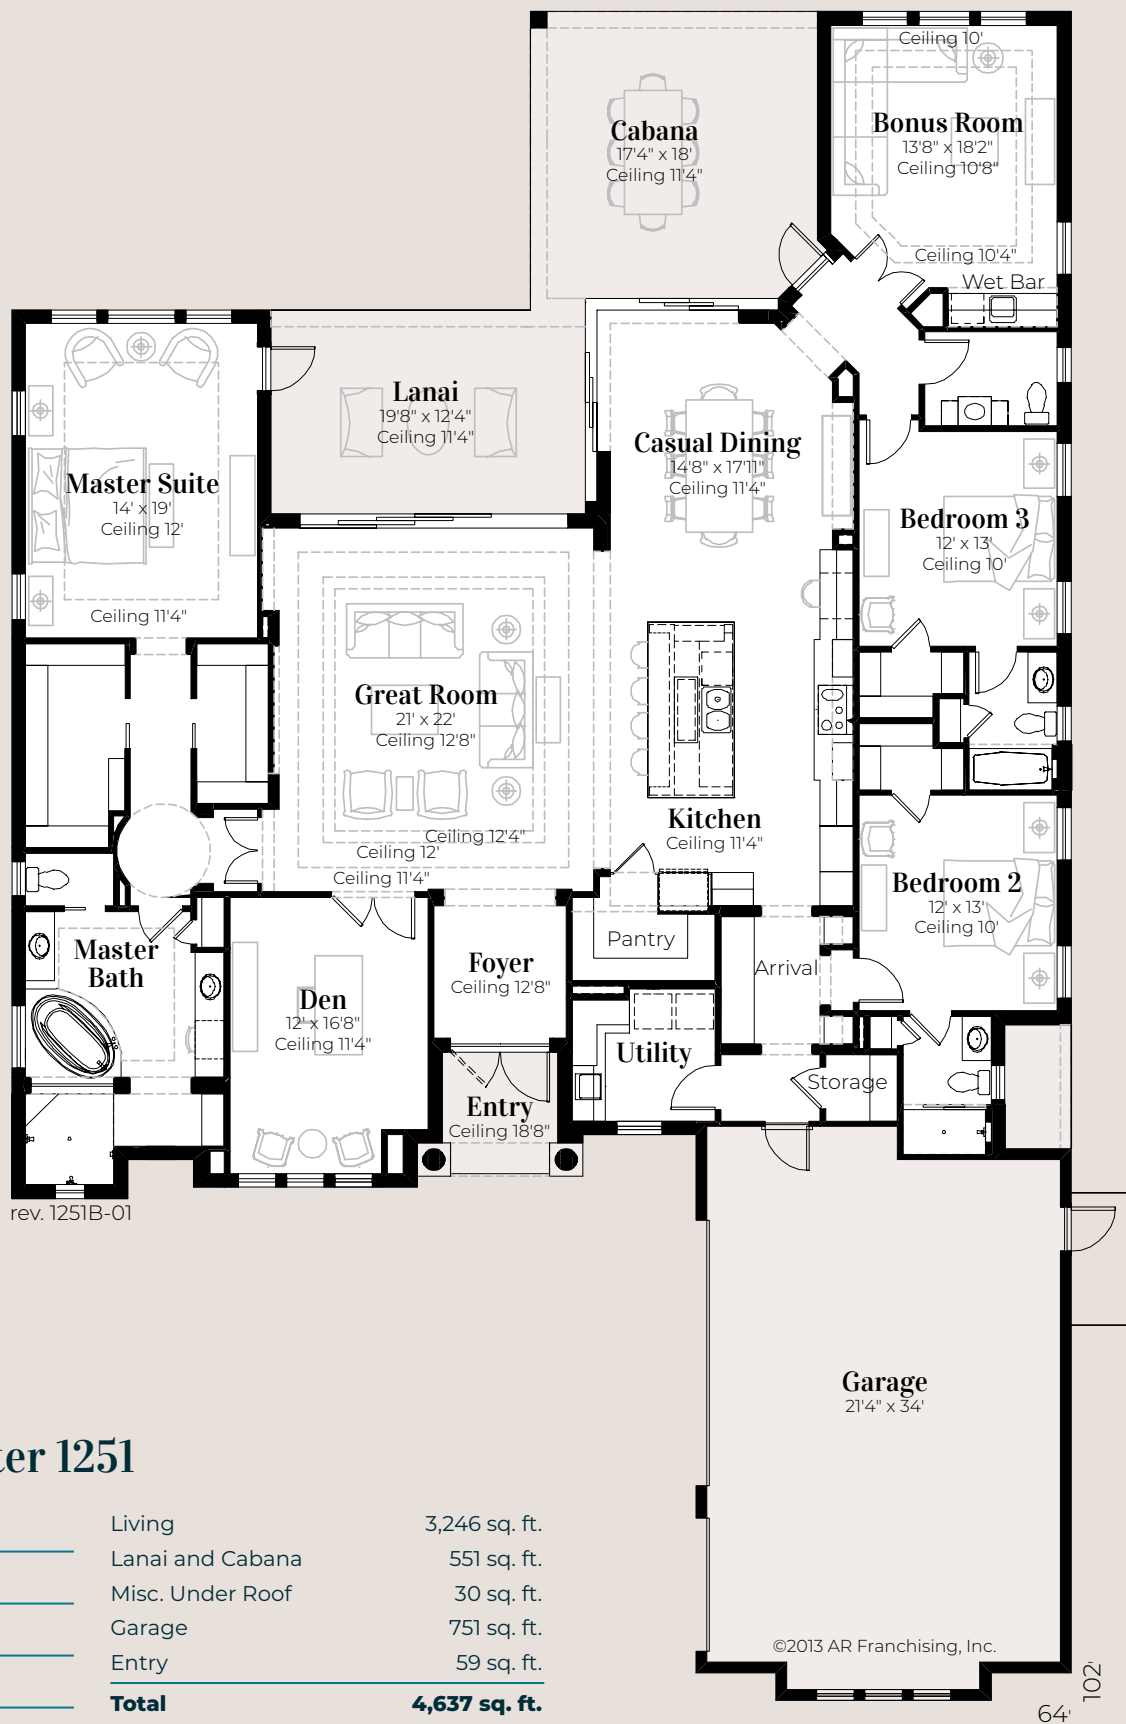 Ceiling 10'
Cabana
17'4" x 18'
Ceiling 11'4"
Bonus Room
13'8" x 18'2"
Ceiling 10'8"
Ceiling 10'4"
Wet Bar
Lanai
19'8" x 12'4"
Ceiling 11'4"
Casual Dining
14'8" x 17'11"
Ceiling 11'4"
Master Suite
14' x 19'
Ceiling 12'
Ceiling 11'4"
Bedroom 3
12' x 13'
Ceiling 10'
Great Room
21' x 22'
Ceiling 12'8"
Ceiling 12'4"
Ceiling 12'
Ceiling 11'4"
Kitchen
Ceiling 11'4"
Bedroom 2
12' x 13'
Ceiling 10'
Pantry
Master
Bath
Foyer
Ceiling 12'8"
Arrival
Den
12' x 16'8"
Ceiling 11'4"
Utility
Storage
Entry
Ceiling 18'8"
rev. 1251B-01
Garage
21'4" x 34'
ter 1251
Living 3,246 sq. ft.
Lanai and Cabana 551 sq. ft.
Misc. Under Roof 30 sq. ft.
Garage 751 sq. ft.
Entry 59 sq. ft.
Total 4,637 sq. ft.
©2013 AR Franchising, Inc.
102'
64'